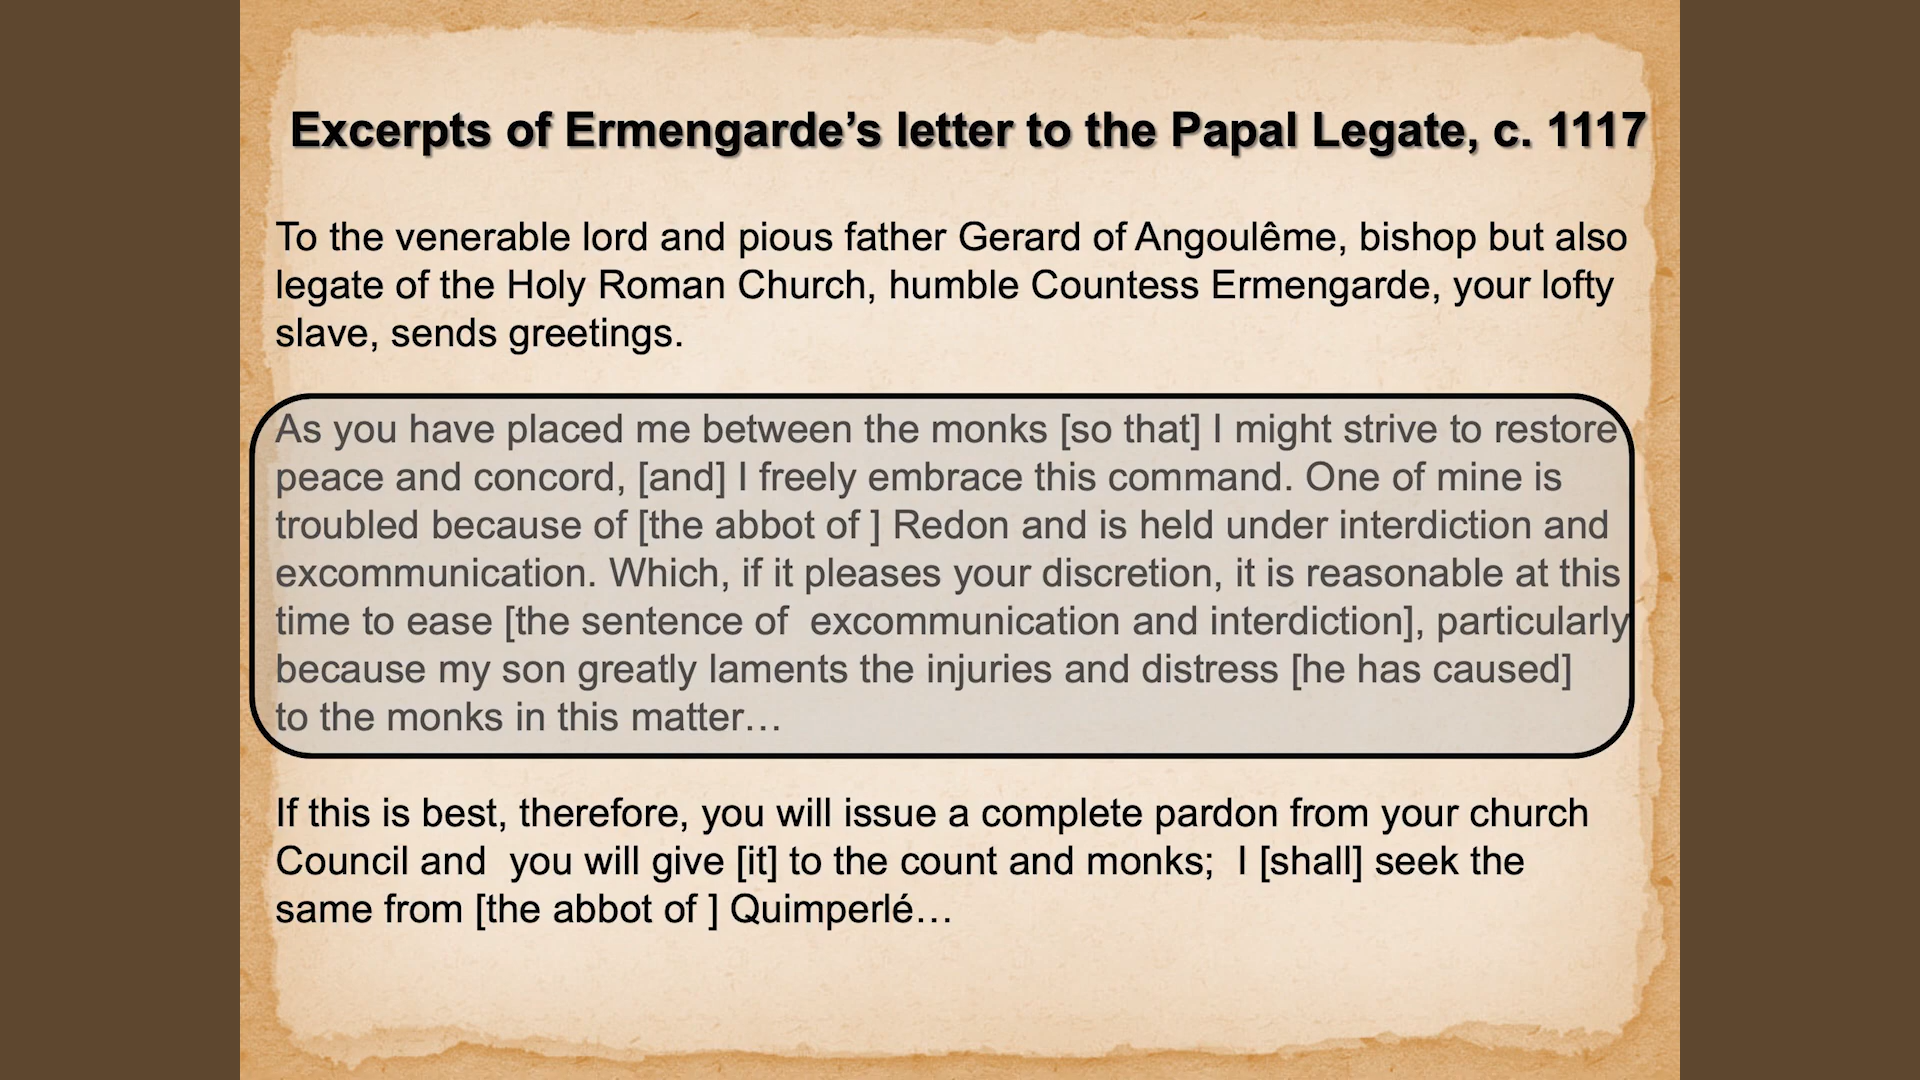 Excerpts of Ermengarde’s letter to the Papal Legate, c. 1117
To the venerable lord and pious father Gerard of Angoulême, bishop but also
legate of the Holy Roman Church, humble Countess Ermengarde, your lofty
slave, sends greetings.
As you have placed me between the monks [so that] I might strive to restore
peace and concord, [and] I freely embrace this command. One of mine is
troubled because of [the abbot of ] Redon and is held under interdiction and
excommunication. Which, if it pleases your discretion, it is reasonable at this
time to ease [the sentence of  excommunication and interdiction], particularly
because my son greatly laments the injuries and distress [he has caused]
to the monks in this matter…
If this is best, therefore, you will issue a complete pardon from your church
Council and  you will give [it] to the count and monks;  I [shall] seek the
same from [the abbot of ] Quimperlé…